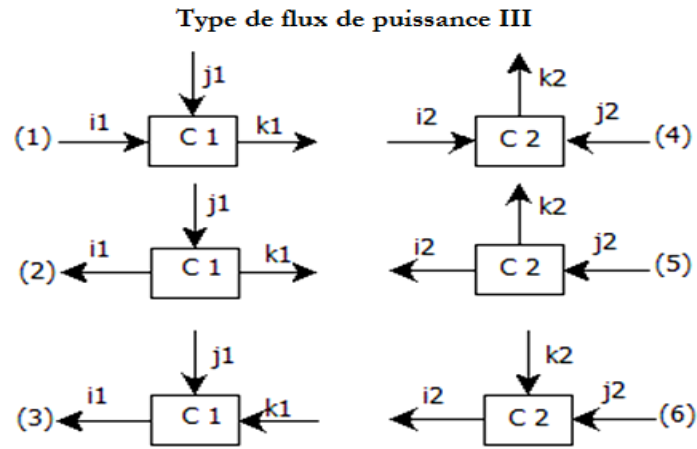 Type de flux de puissance III
j1 k2
(1) i1 C 1 k1 i2 C 2 j2 (4)
j1 k2
(2) i1 C 1 k1 i2 C 2 j2 (5)
j1 k2
(3) i1 C 1 k1 i2 C 2 j2 (6)